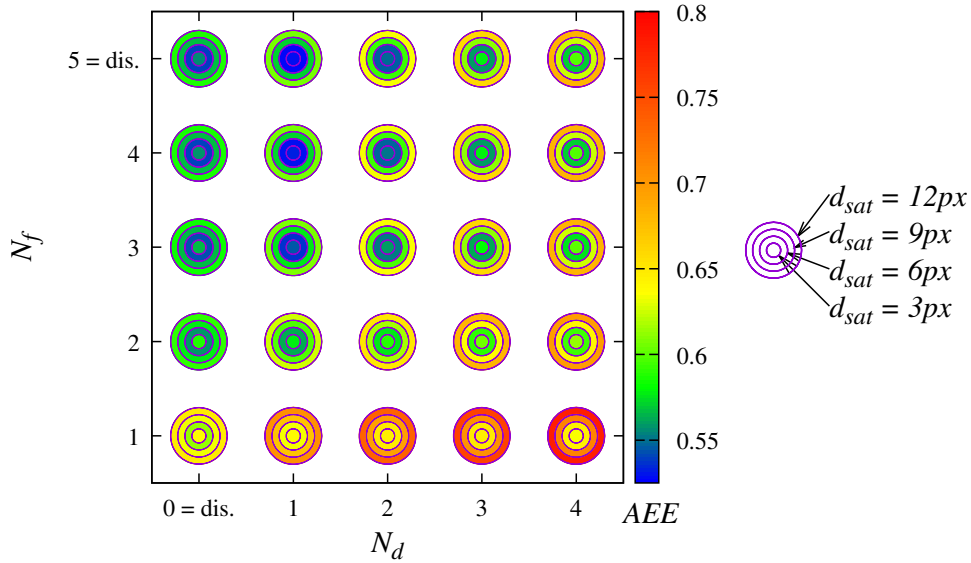 5 = dis.
4
3
2
1
N_f
0 = dis. 1 2 3 4
N_d
0.8
0.75
0.7
0.65
0.6
0.55
AEE
d_sat = 12px
d_sat = 9px
d_sat = 6px
d_sat = 3px